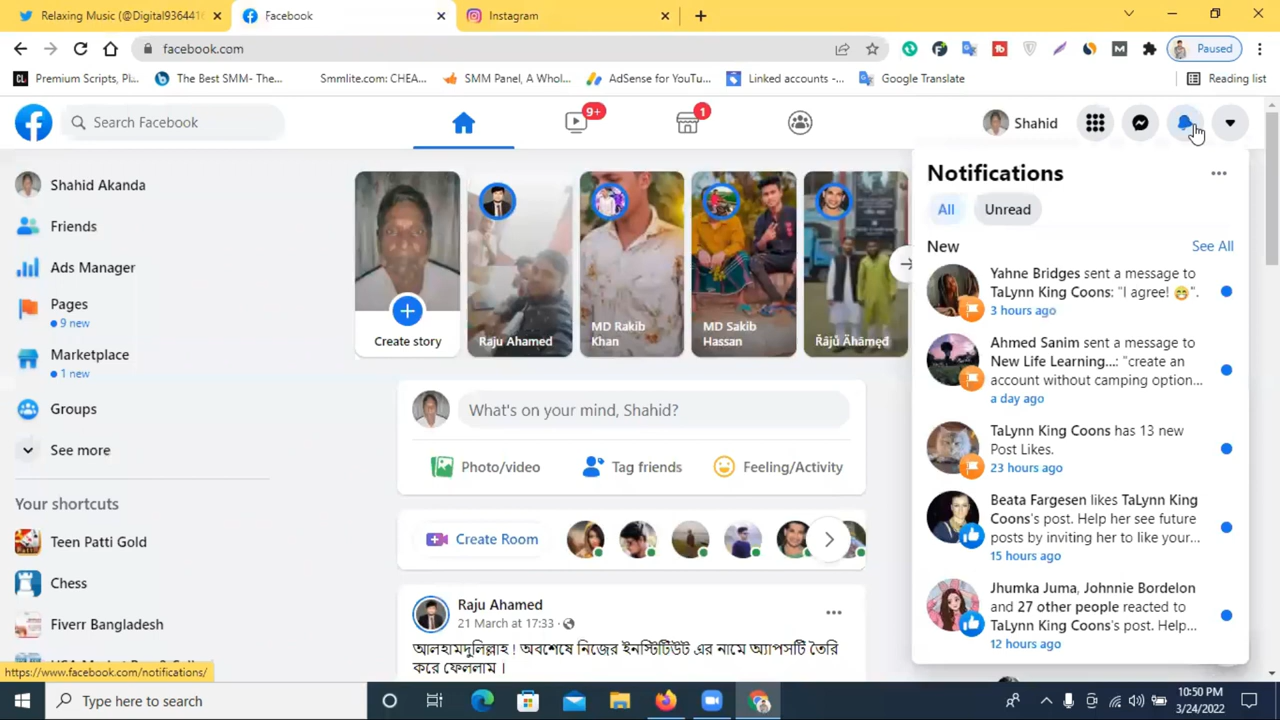 Relaxing Music (@Digital936441
Facebook
Instagram
facebook.com
Paused
Premium Scripts, Pi...
The Best SMM- The...
Smmlite.com: CHEA...
SMM Panel, A Whol...
AdSense for YouTu...
Linked accounts -...
Google Translate
Reading list
Search Facebook
9+
1
Shahid
Shahid Akanda
Friends
Ads Manager
Pages
9 new
Marketplace
1 new
Groups
See more
Your shortcuts
Teen Patti Gold
Chess
Fiverr Bangladesh
https://www.facebook.com/notifications/
Create story
Raju Ahamed
MD Rakib
Khan
MD Sakib
Hassan
Řăjů Ähãmęđ
What's on your mind, Shahid?
Photo/video
Tag friends
Feeling/Activity
Create Room
Raju Ahamed
21 March at 17:33 ·
আলহামদুলিল্লাহ ! অবশেষে নিজের ইনস্টিটিউট এর নামে অ্যাপসটি তৈরি
করে ফেললাম ।
Notifications
All
Unread
New
See All
Yahne Bridges sent a message to
TaLynn King Coons: "I agree! 😁".
3 hours ago
Ahmed Sanim sent a message to
New Life Learning...: "create an
account without camping option...
a day ago
TaLynn King Coons has 13 new
Post Likes.
23 hours ago
Beata Fargesen likes TaLynn King
Coons's post. Help her see future
posts by inviting her to like your...
15 hours ago
Jhumka Juma, Johnnie Bordelon
and 27 other people reacted to
TaLynn King Coons's post. Help...
12 hours ago
Type here to search
10:50 PM
3/24/2022